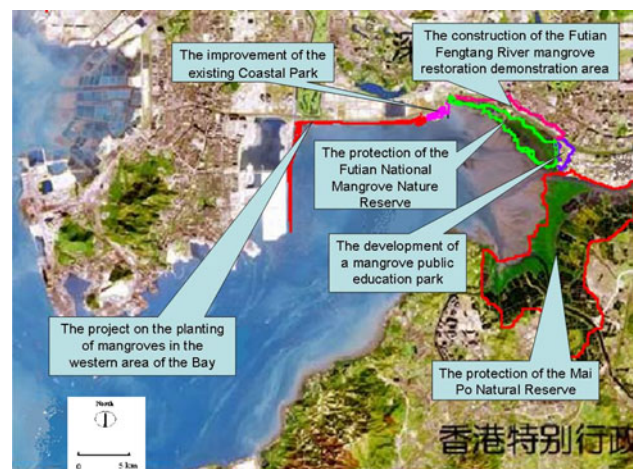 The improvement of the
existing Coastal Park
The construction of the Futian
Fengtang River mangrove
restoration demonstration area
The protection of the
Futian National
Mangrove Nature
Reserve
The development of
a mangrove public
education park
The project on the planting
of mangroves in the
western area of the Bay
The protection of the Mai
Po Natural Reserve
North
0 5 km
香港特别行政